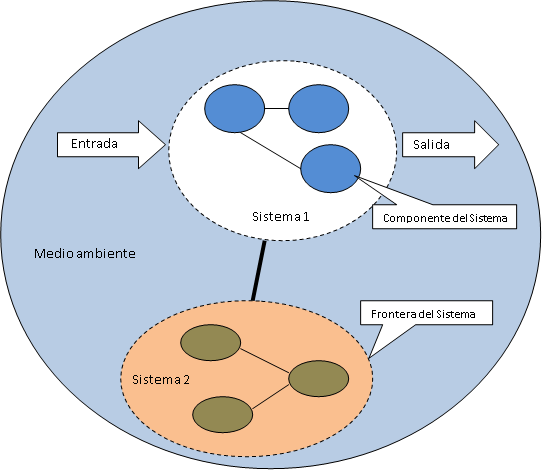 Entrada
Salida
Sistema 1
Componente del Sistema
Medio ambiente
Frontera del Sistema
Sistema 2